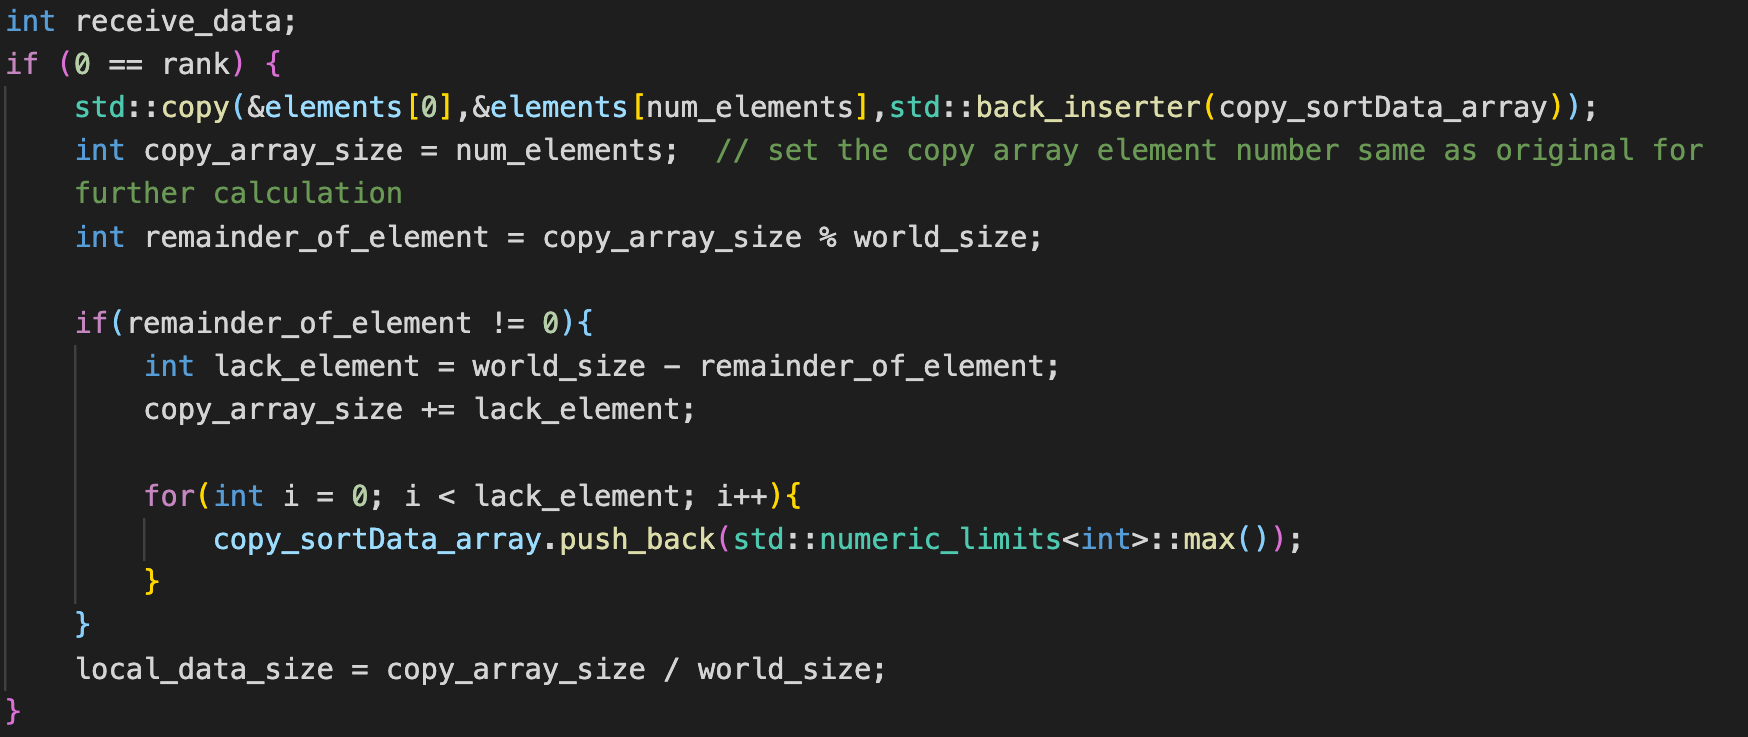 int receive_data;
if (0 == rank) {
    std::copy(&elements[0],&elements[num_elements],std::back_inserter(copy_sortData_array));
    int copy_array_size = num_elements;  // set the copy array element number same as original for
    further calculation
    int remainder_of_element = copy_array_size % world_size;

    if(remainder_of_element != 0){
        int lack_element = world_size - remainder_of_element;
        copy_array_size += lack_element;

        for(int i = 0; i < lack_element; i++){
            copy_sortData_array.push_back(std::numeric_limits<int>::max());
        }
    }
    local_data_size = copy_array_size / world_size;
}